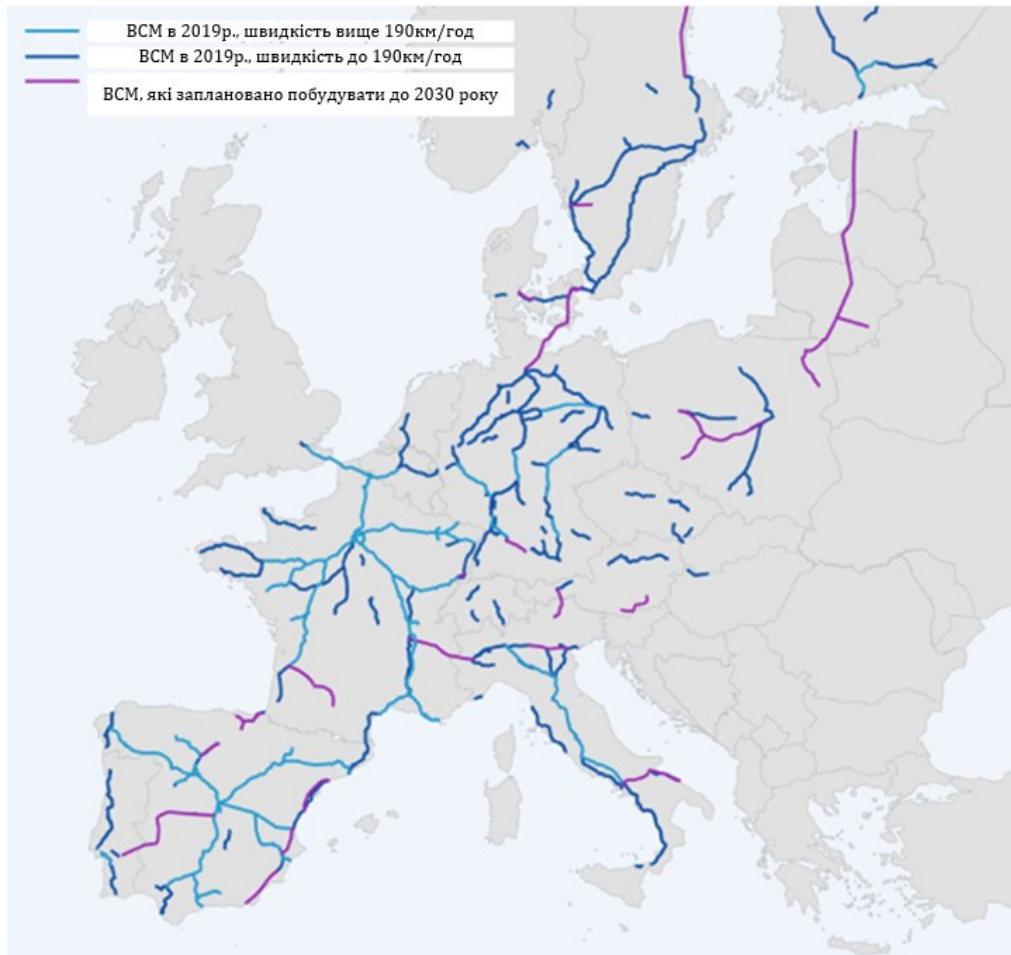 ВСМ в 2019р., швидкість вище 190км/год
ВСМ в 2019р., швидкість до 190км/год
ВСМ, які заплановано побудувати до 2030 року